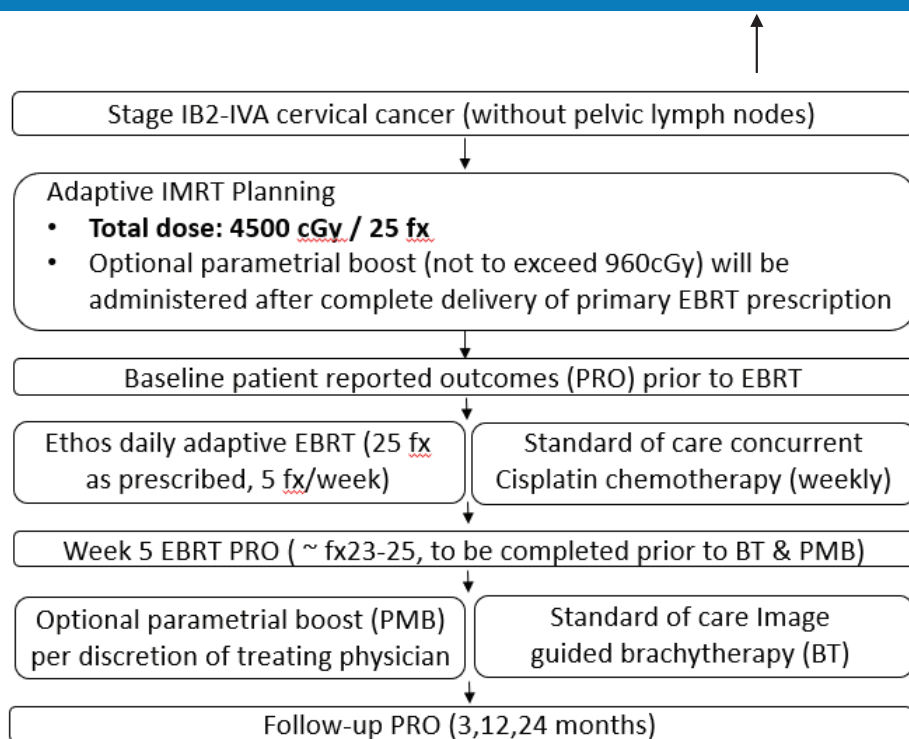 Stage IB2-IVA cervical cancer (without pelvic lymph nodes)
Adaptive IMRT Planning
• Total dose: 4500 cGy / 25 fx
• Optional parametrial boost (not to exceed 960cGy) will be
administered after complete delivery of primary EBRT prescription
Baseline patient reported outcomes (PRO) prior to EBRT
Ethos daily adaptive EBRT (25 fx
as prescribed, 5 fx/week)
Standard of care concurrent
Cisplatin chemotherapy (weekly)
Week 5 EBRT PRO ( ~ fx23-25, to be completed prior to BT & PMB)
Optional parametrial boost (PMB)
per discretion of treating physician
Standard of care Image
guided brachytherapy (BT)
Follow-up PRO (3,12,24 months)